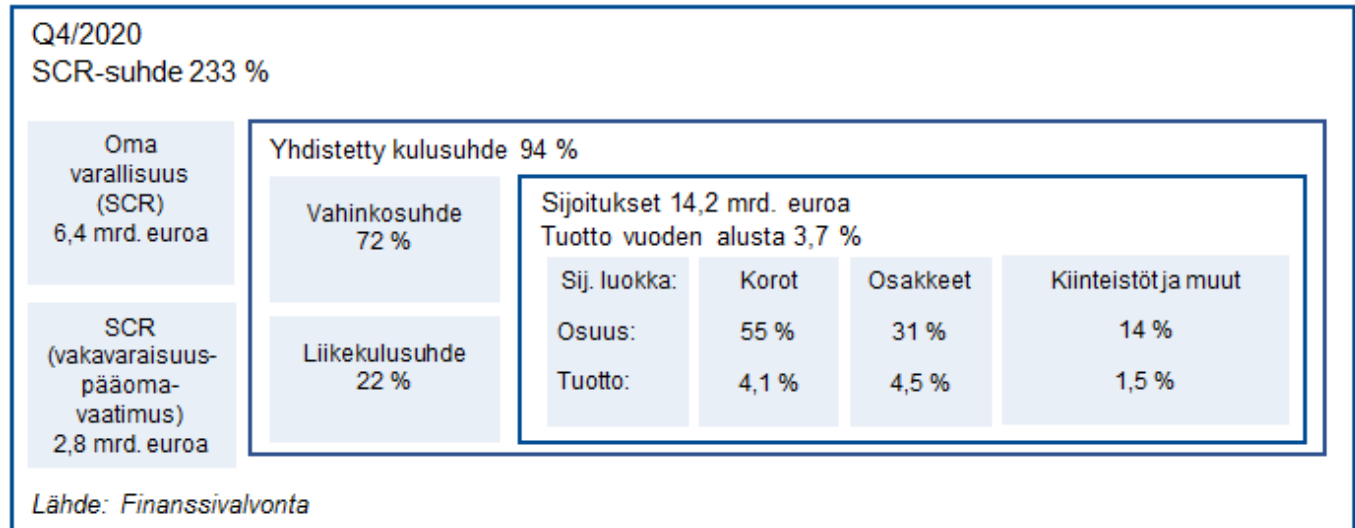 Q4/2020
SCR-suhde 233 %
Oma
varallisuus
(SCR)
6,4 mrd. euroa
SCR
(vakavaraisuus-
pääoma-
vaatimus)
2,8 mrd. euroa
Yhdistetty kulusuhde 94 %
Vahinkosuhde
72 %
Liikekulusuhde
22 %
Sijoitukset 14,2 mrd. euroa
Tuotto vuoden alusta 3,7 %
Sij. luokka: Korot Osakkeet Kiinteistöt ja muut
Osuus: 55 % 31 % 14 %
Tuotto: 4,1 % 4,5 % 1,5 %
Lähde: Finanssivalvonta